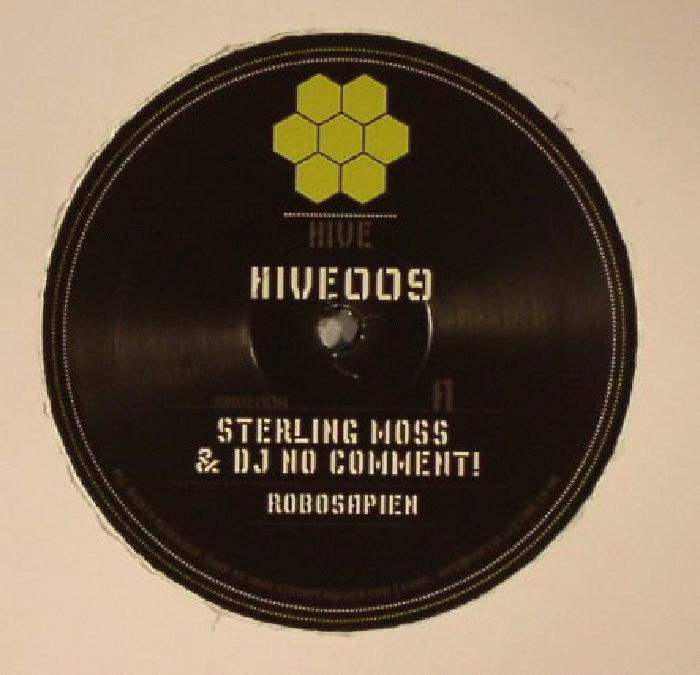 HIVE
HIVE009
A
STERLING MOSS
& DJ NO COMMENT!
ROBOSAPIEN